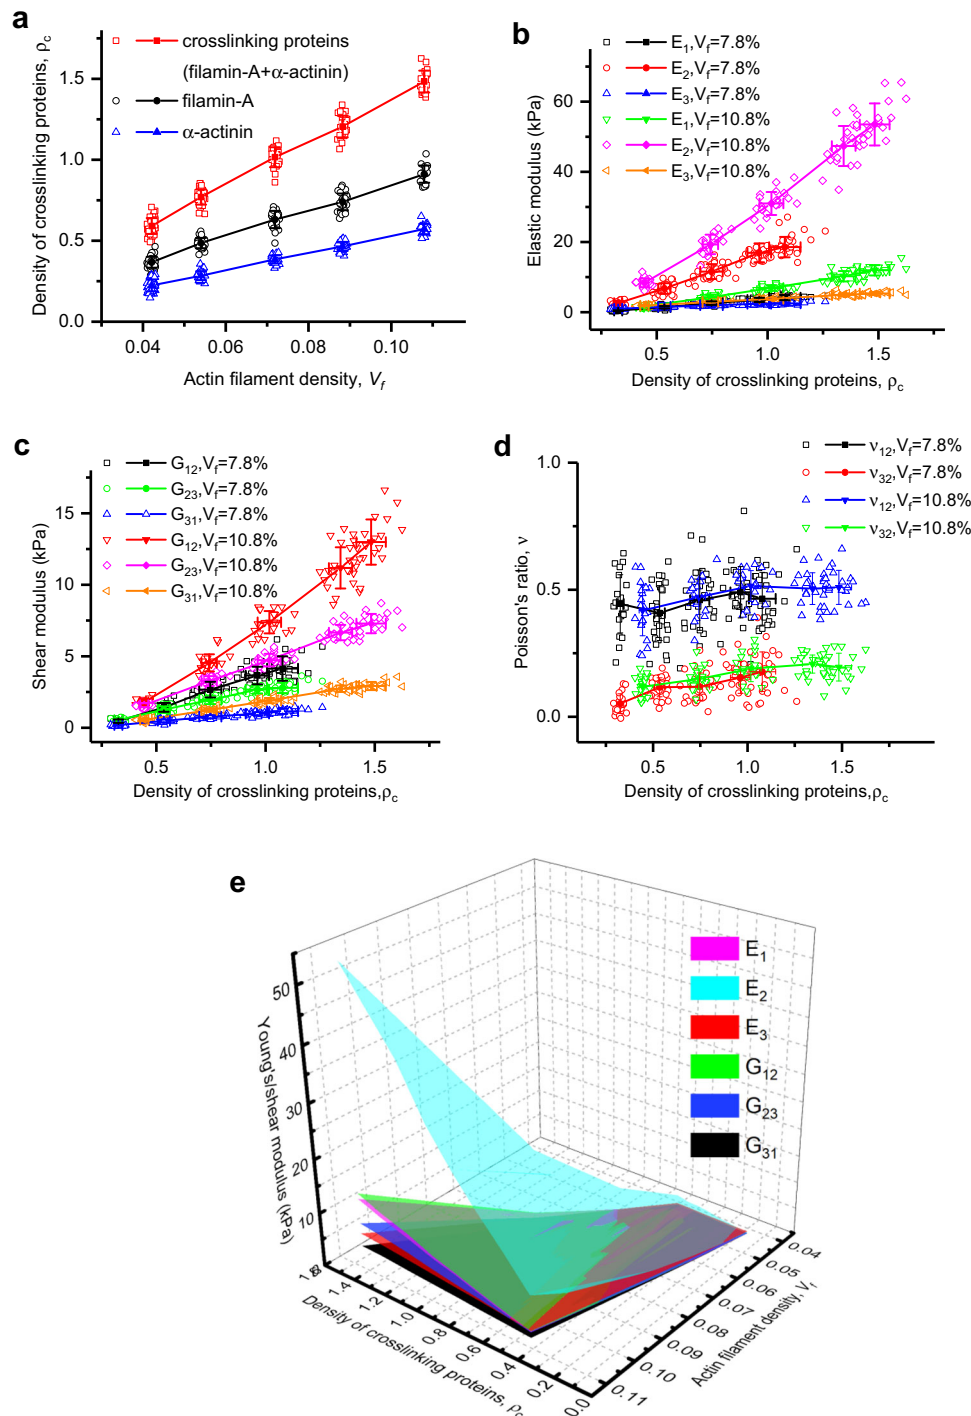 a
crosslinking proteins
(filamin-A+α-actinin)
filamin-A
α-actinin
Density of crosslinking proteins, ρc
1.5
1.0
0.5
0.0
0.04
0.06
0.08
0.10
Actin filament density, Vf
b
E1,Vf=7.8%
E2,Vf=7.8%
E3,Vf=7.8%
E1,Vf=10.8%
E2,Vf=10.8%
E3,Vf=10.8%
Elastic modulus (kPa)
60
40
20
0
0.5
1.0
1.5
Density of crosslinking proteins, ρc
c
G12,Vf=7.8%
G23,Vf=7.8%
G31,Vf=7.8%
G12,Vf=10.8%
G23,Vf=10.8%
G31,Vf=10.8%
Shear modulus (kPa)
15
10
5
0
0.5
1.0
1.5
Density of crosslinking proteins,ρc
d
ν12,Vf=7.8%
ν32,Vf=7.8%
ν12,Vf=10.8%
ν32,Vf=10.8%
Poisson's ratio, ν
1.0
0.5
0.0
0.5
1.0
1.5
Density of crosslinking proteins,ρc
e
E1
E2
E3
G12
G23
G31
Young's/shear modulus (kPa)
50
40
30
20
10
1.4
1.2
1.0
0.8
0.6
0.4
0.2
0.0
Density of crosslinking proteins, ρc
0.04
0.05
0.06
0.07
0.08
0.09
0.10
0.11
Actin filament density, Vf